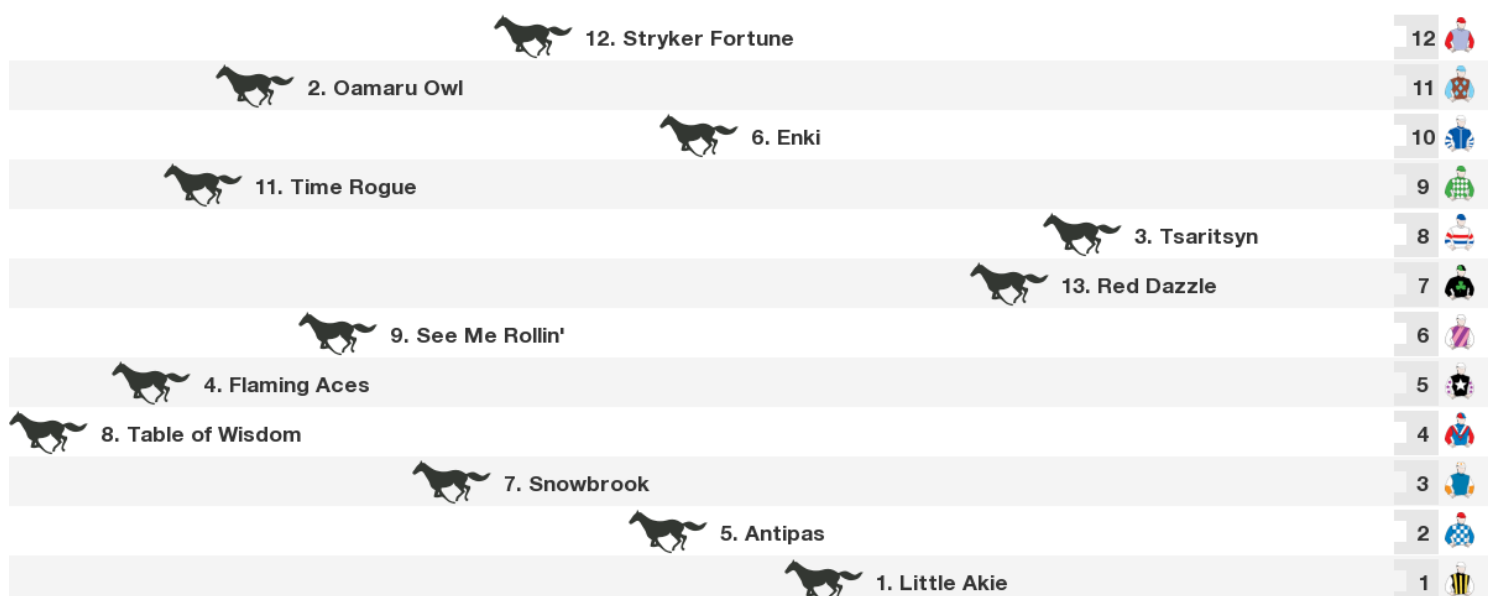 12. Stryker Fortune 12
2. Oamaru Owl 11
6. Enki 10
11. Time Rogue 9
3. Tsaritsyn 8
13. Red Dazzle 7
9. See Me Rollin' 6
4. Flaming Aces 5
8. Table of Wisdom 4
7. Snowbrook 3
5. Antipas 2
1. Little Akie 1